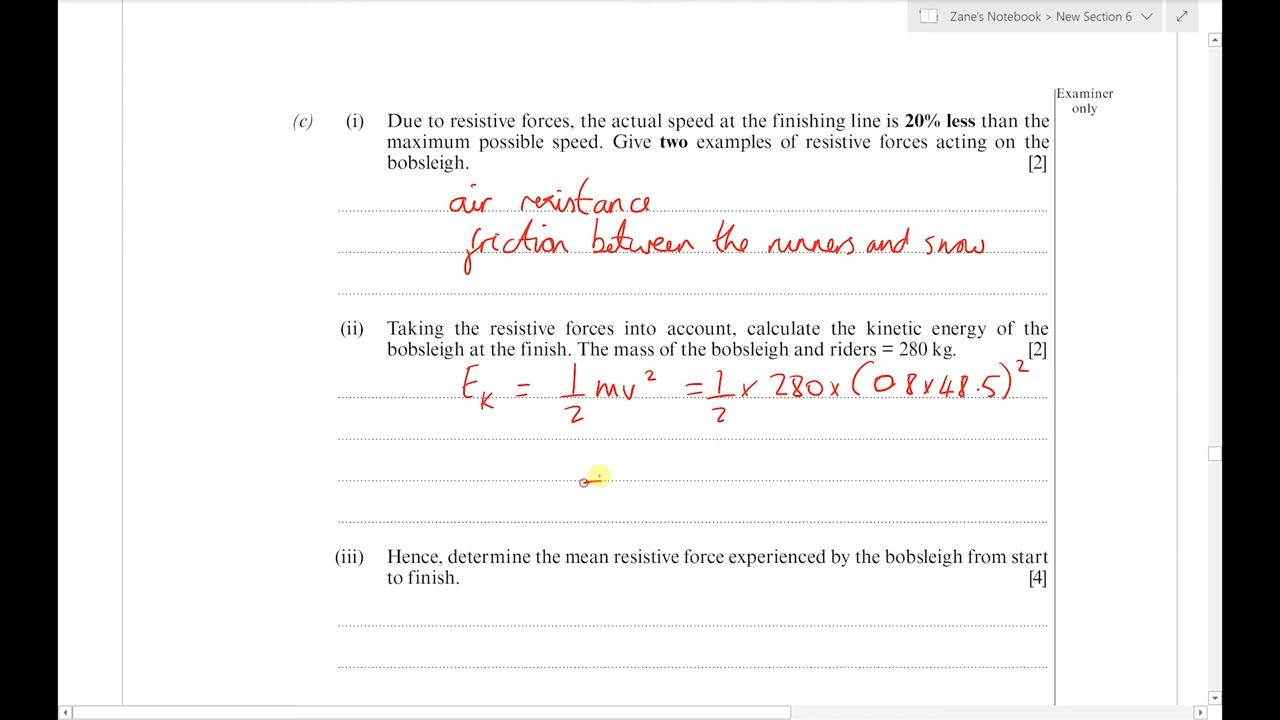 Zane's Notebook > New Section 6
Examiner
only
(c) (i) Due to resistive forces, the actual speed at the finishing line is 20% less than the
maximum possible speed. Give two examples of resistive forces acting on the
bobsleigh. [2]
air resistance
friction between the runners and snow
(ii) Taking the resistive forces into account, calculate the kinetic energy of the
bobsleigh at the finish. The mass of the bobsleigh and riders = 280 kg. [2]
E_K = 1/2 mv² = 1/2 × 280 × (0.8 × 48.5)²
(iii) Hence, determine the mean resistive force experienced by the bobsleigh from start
to finish. [4]